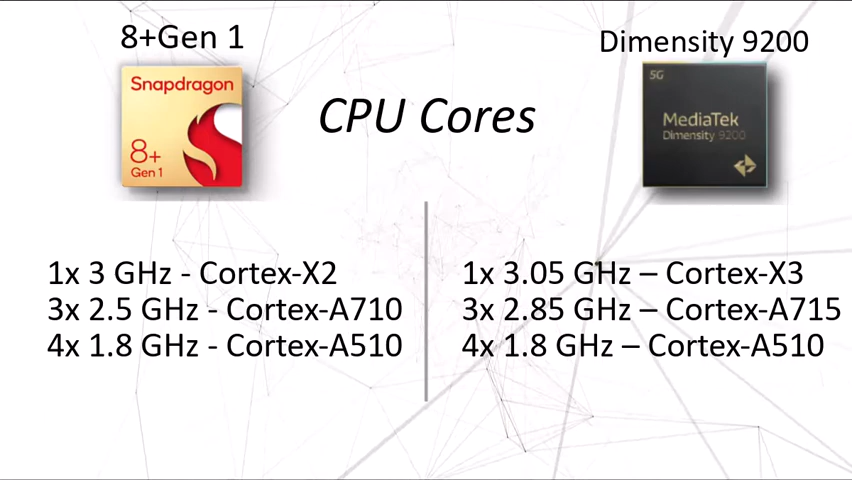 8+Gen 1
Dimensity 9200
Snapdragon
8+
Gen 1
CPU Cores
5G
MediaTek
Dimensity 9200
1x 3 GHz - Cortex-X2
3x 2.5 GHz - Cortex-A710
4x 1.8 GHz - Cortex-A510
1x 3.05 GHz – Cortex-X3
3x 2.85 GHz – Cortex-A715
4x 1.8 GHz – Cortex-A510